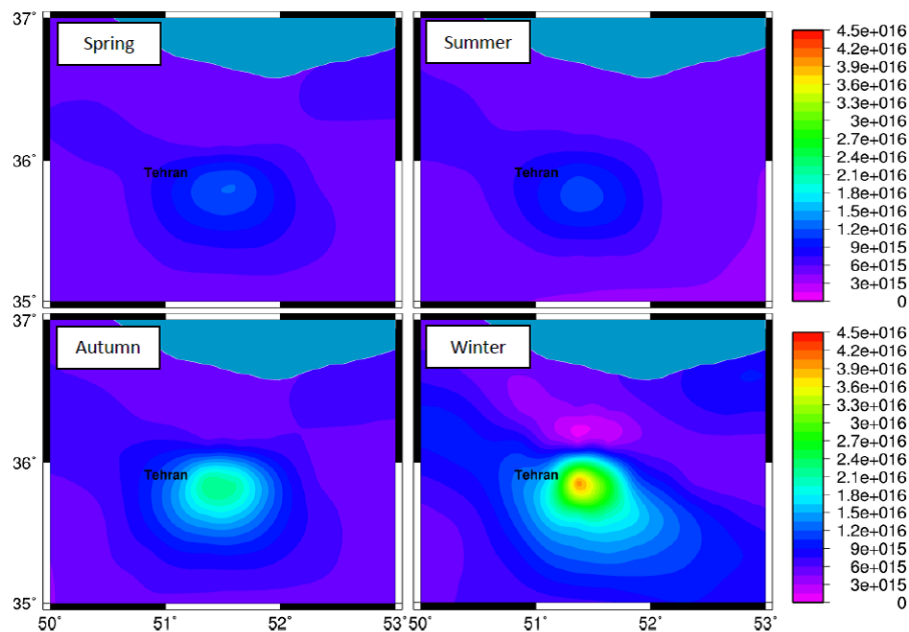 37°
Spring
Summer
36°
Tehran
Tehran
35°
4.5e+016
4.2e+016
3.9e+016
3.6e+016
3.3e+016
3e+016
2.7e+016
2.4e+016
2.1e+016
1.8e+016
1.5e+016
1.2e+016
9e+015
6e+015
3e+015
0
37°
Autumn
Winter
36°
Tehran
Tehran
35°
50°
51°
52°
53°
51°
52°
53°
4.5e+016
4.2e+016
3.9e+016
3.6e+016
3.3e+016
3e+016
2.7e+016
2.4e+016
2.1e+016
1.8e+016
1.5e+016
1.2e+016
9e+015
6e+015
3e+015
0